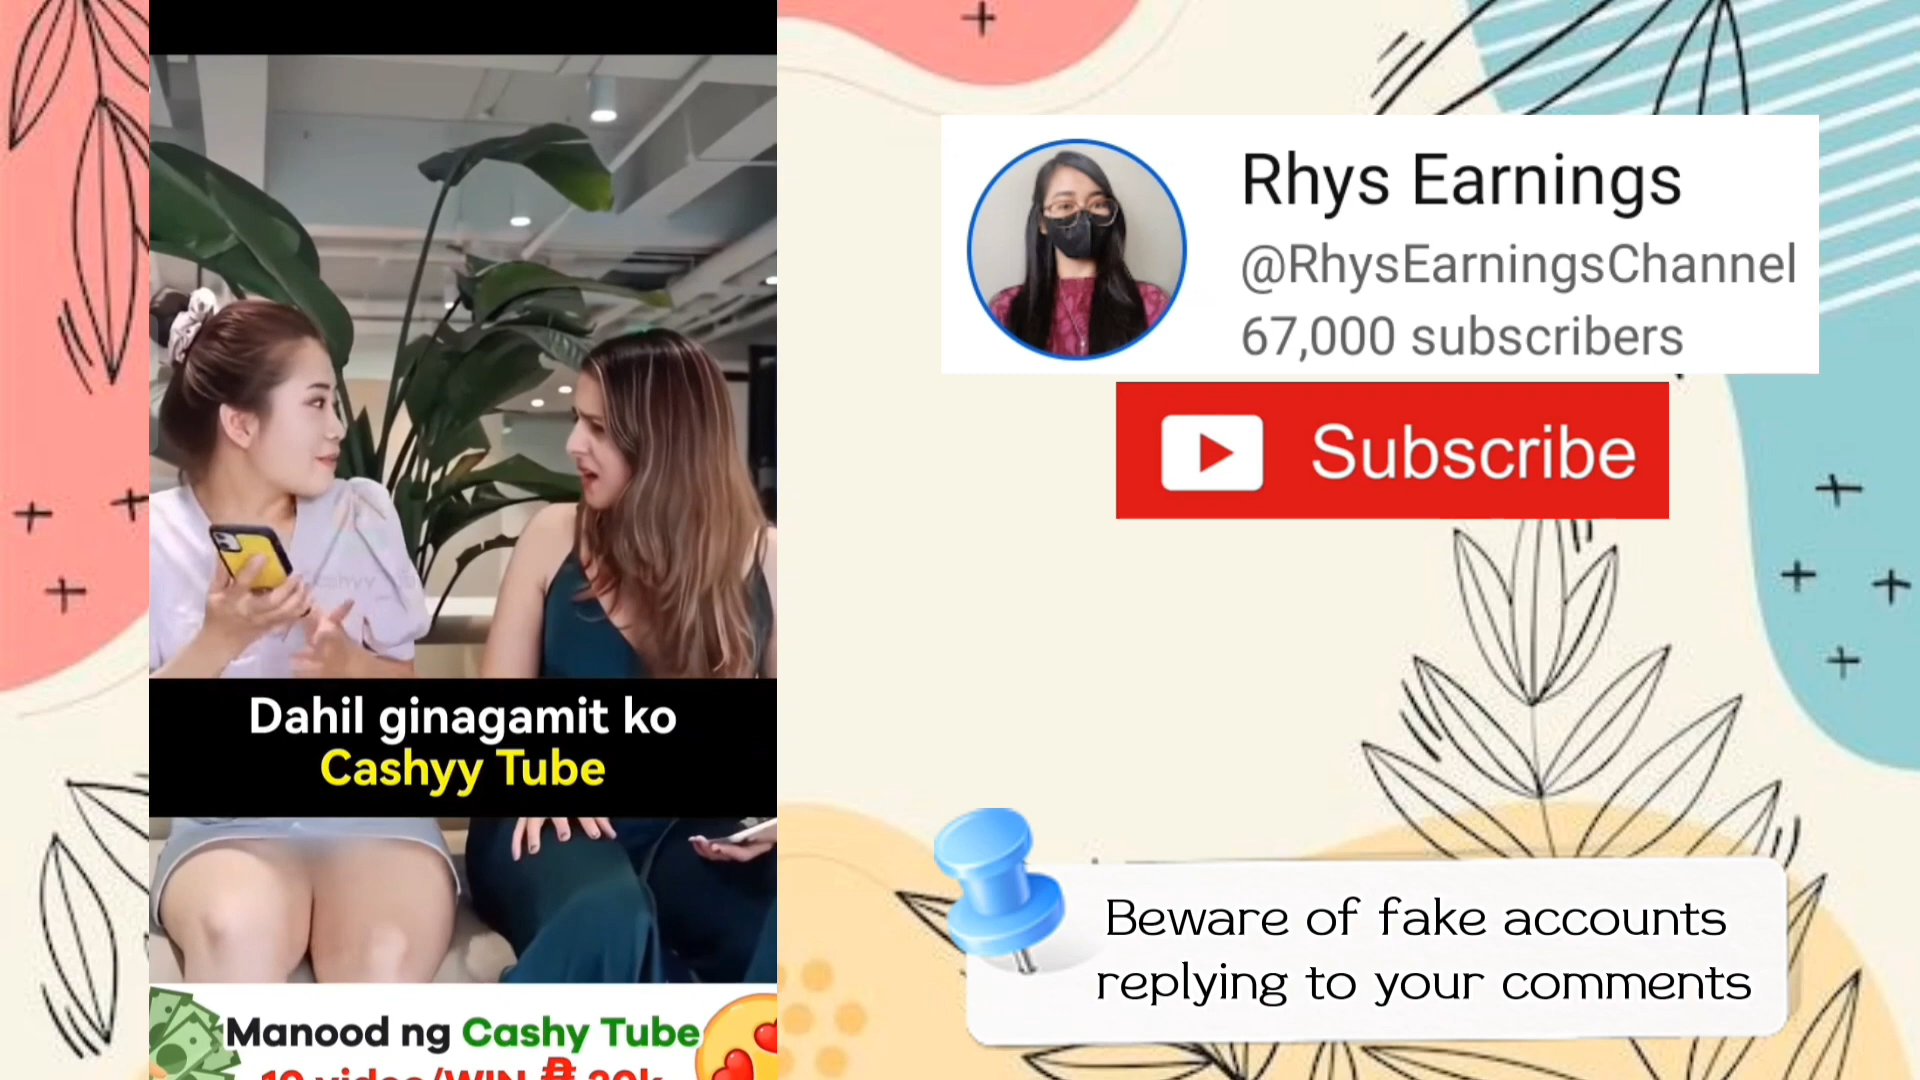 Dahil ginagamit ko
Cashyy Tube
Manood ng Cashy Tube
Rhys Earnings
@RhysEarningsChannel
67,000 subscribers
Subscribe
Beware of fake accounts
replying to your comments